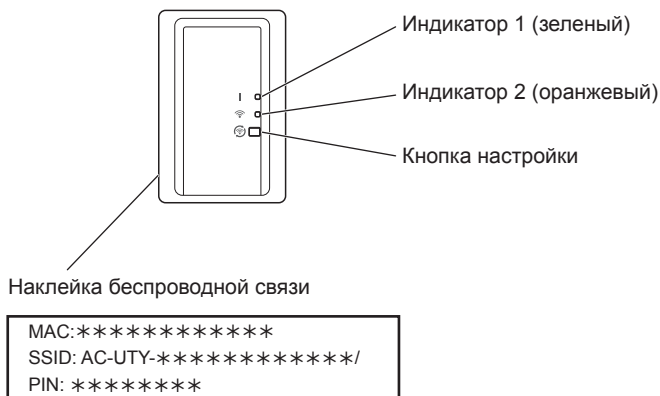 Индикатор 1 (зеленый)
Индикатор 2 (оранжевый)
Кнопка настройки
Наклейка беспроводной связи
MAC:∗∗∗∗∗∗∗∗∗∗∗∗
SSID: AC-UTY-∗∗∗∗∗∗∗∗∗∗∗∗/
PIN: ∗∗∗∗∗∗∗∗